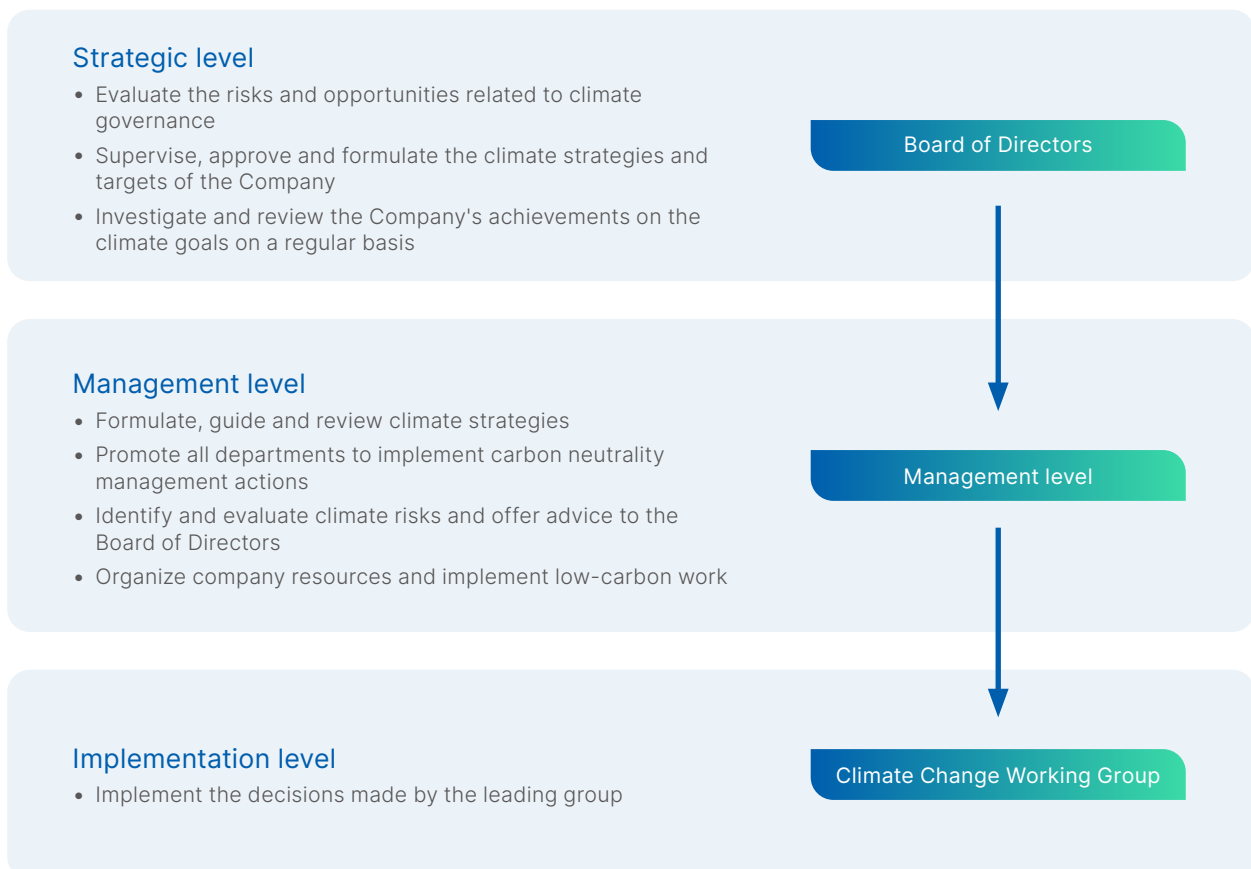 Strategic level
• Evaluate the risks and opportunities related to climate
governance
• Supervise, approve and formulate the climate strategies and
targets of the Company
• Investigate and review the Company's achievements on the
climate goals on a regular basis
Board of Directors
Management level
• Formulate, guide and review climate strategies
• Promote all departments to implement carbon neutrality
management actions
• Identify and evaluate climate risks and offer advice to the
Board of Directors
• Organize company resources and implement low-carbon work
Management level
Implementation level
• Implement the decisions made by the leading group
Climate Change Working Group